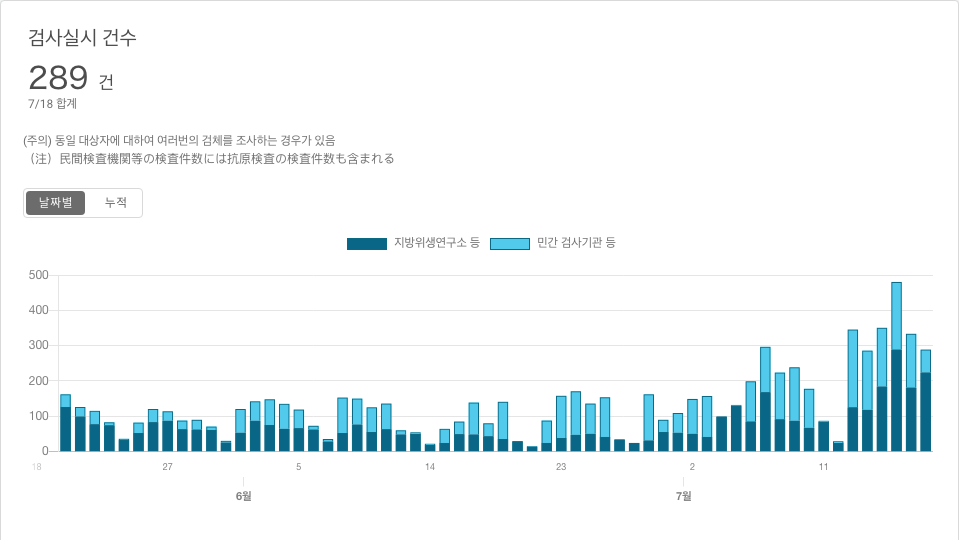 검사실시 건수
289 건
7/18 합계
(주의) 동일 대상자에 대하여 여러번의 검체를 조사하는 경우가 있음
（注）民間検査機関等の検査件数には抗原検査の検査件数も含まれる
날짜별 누적
지방위생연구소 등 민간 검사기관 등
500
400
300
200
100
0
18 27 5 14 23 2 11
6월 7월